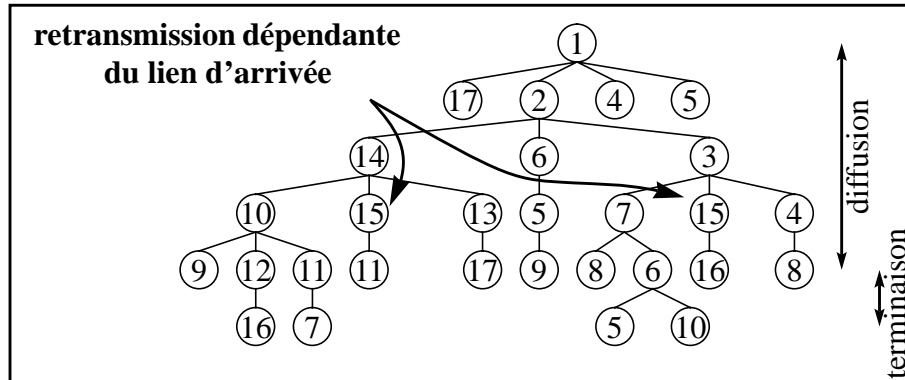 retransmission dépendante
du lien d'arrivée
1
17 2 4 5
14 6 3
10 15 13 5 7 15 4
9 12 11 11 17 9 8 6 16 8
16 7 5 10
diffusion
terminaison